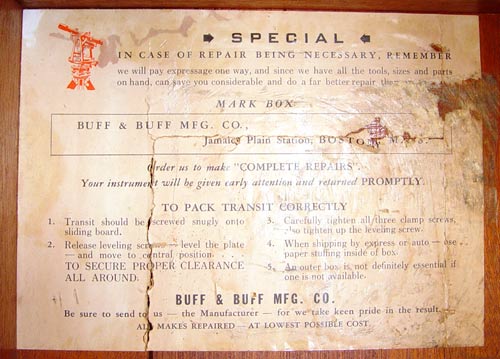 SPECIAL
IN CASE OF REPAIR BEING NECESSARY, REMEMBER
we will pay expressage one way, and since we have all the tools, sizes and parts
on hand, can save you considerable and do a far better repair
MARK BOX
BUFF & BUFF MFG. CO.,
Jamaica Plain Station, BOSTON, MASS.
Order us to make "COMPLETE REPAIRS".
Your instrument will be given early attention and returned PROMPTLY.
TO PACK TRANSIT CORRECTLY
1. Transit should be screwed snugly onto
sliding board.
2. Release leveling screws — level the plate
— and move to central position . . .
TO SECURE PROPER CLEARANCE
ALL AROUND.
3. Carefully tighten all three clamp screws,
also tighten up the leveling screw.
4. When shipping by express or auto — use
paper stuffing inside of box.
5. An outer box is not definitely essential if
one is not available.
BUFF & BUFF MFG. CO.
Be sure to send to us — the Manufacturer — for we take keen pride in the result.
ALL MAKES REPAIRED — AT LOWEST POSSIBLE COST.